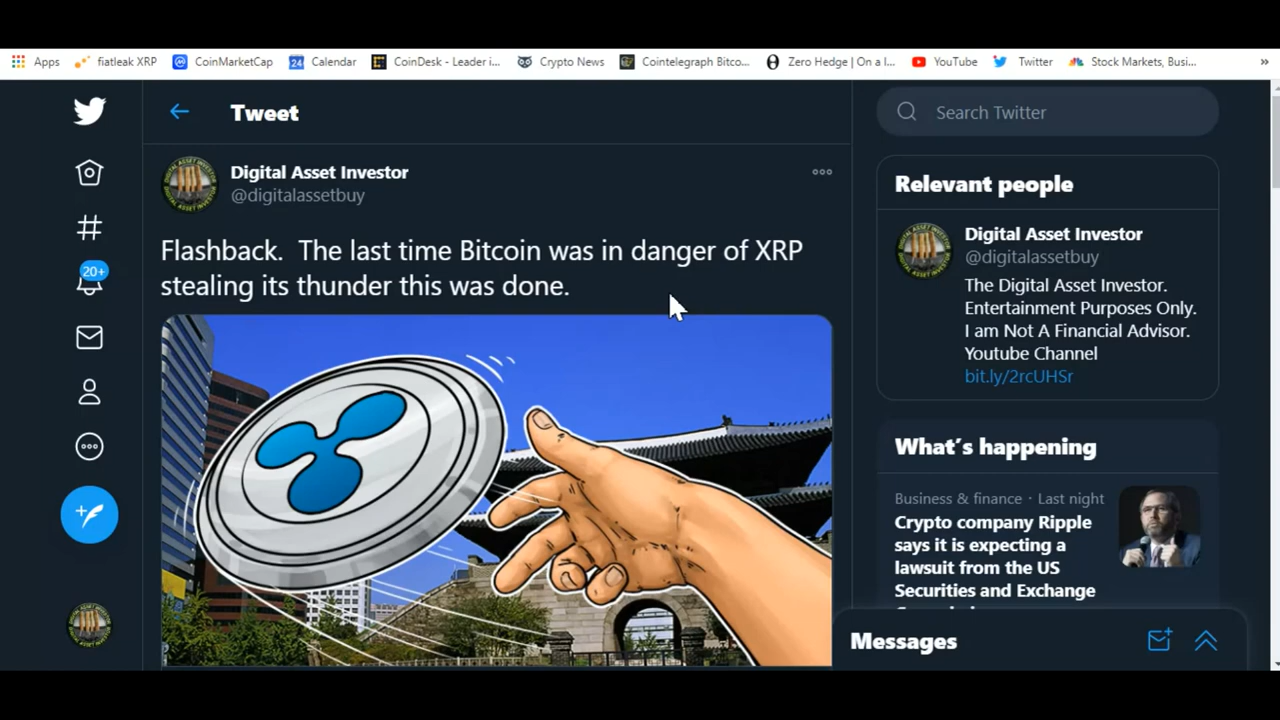 Apps
fiatleak XRP
CoinMarketCap
24
Calendar
CoinDesk - Leader i...
Crypto News
Cointelegraph Bitco...
Zero Hedge | On a l...
YouTube
Twitter
Stock Markets, Busi...
»
Tweet
Search Twitter
Digital Asset Investor
@digitalassetbuy
Flashback.  The last time Bitcoin was in danger of XRP
stealing its thunder this was done.
20+
Relevant people
Digital Asset Investor
@digitalassetbuy
The Digital Asset Investor.
Entertainment Purposes Only.
I am Not A Financial Advisor.
Youtube Channel
bit.ly/2rcUHSr
What's happening
Business & finance · Last night
Crypto company Ripple
says it is expecting a
lawsuit from the US
Securities and Exchange
Messages